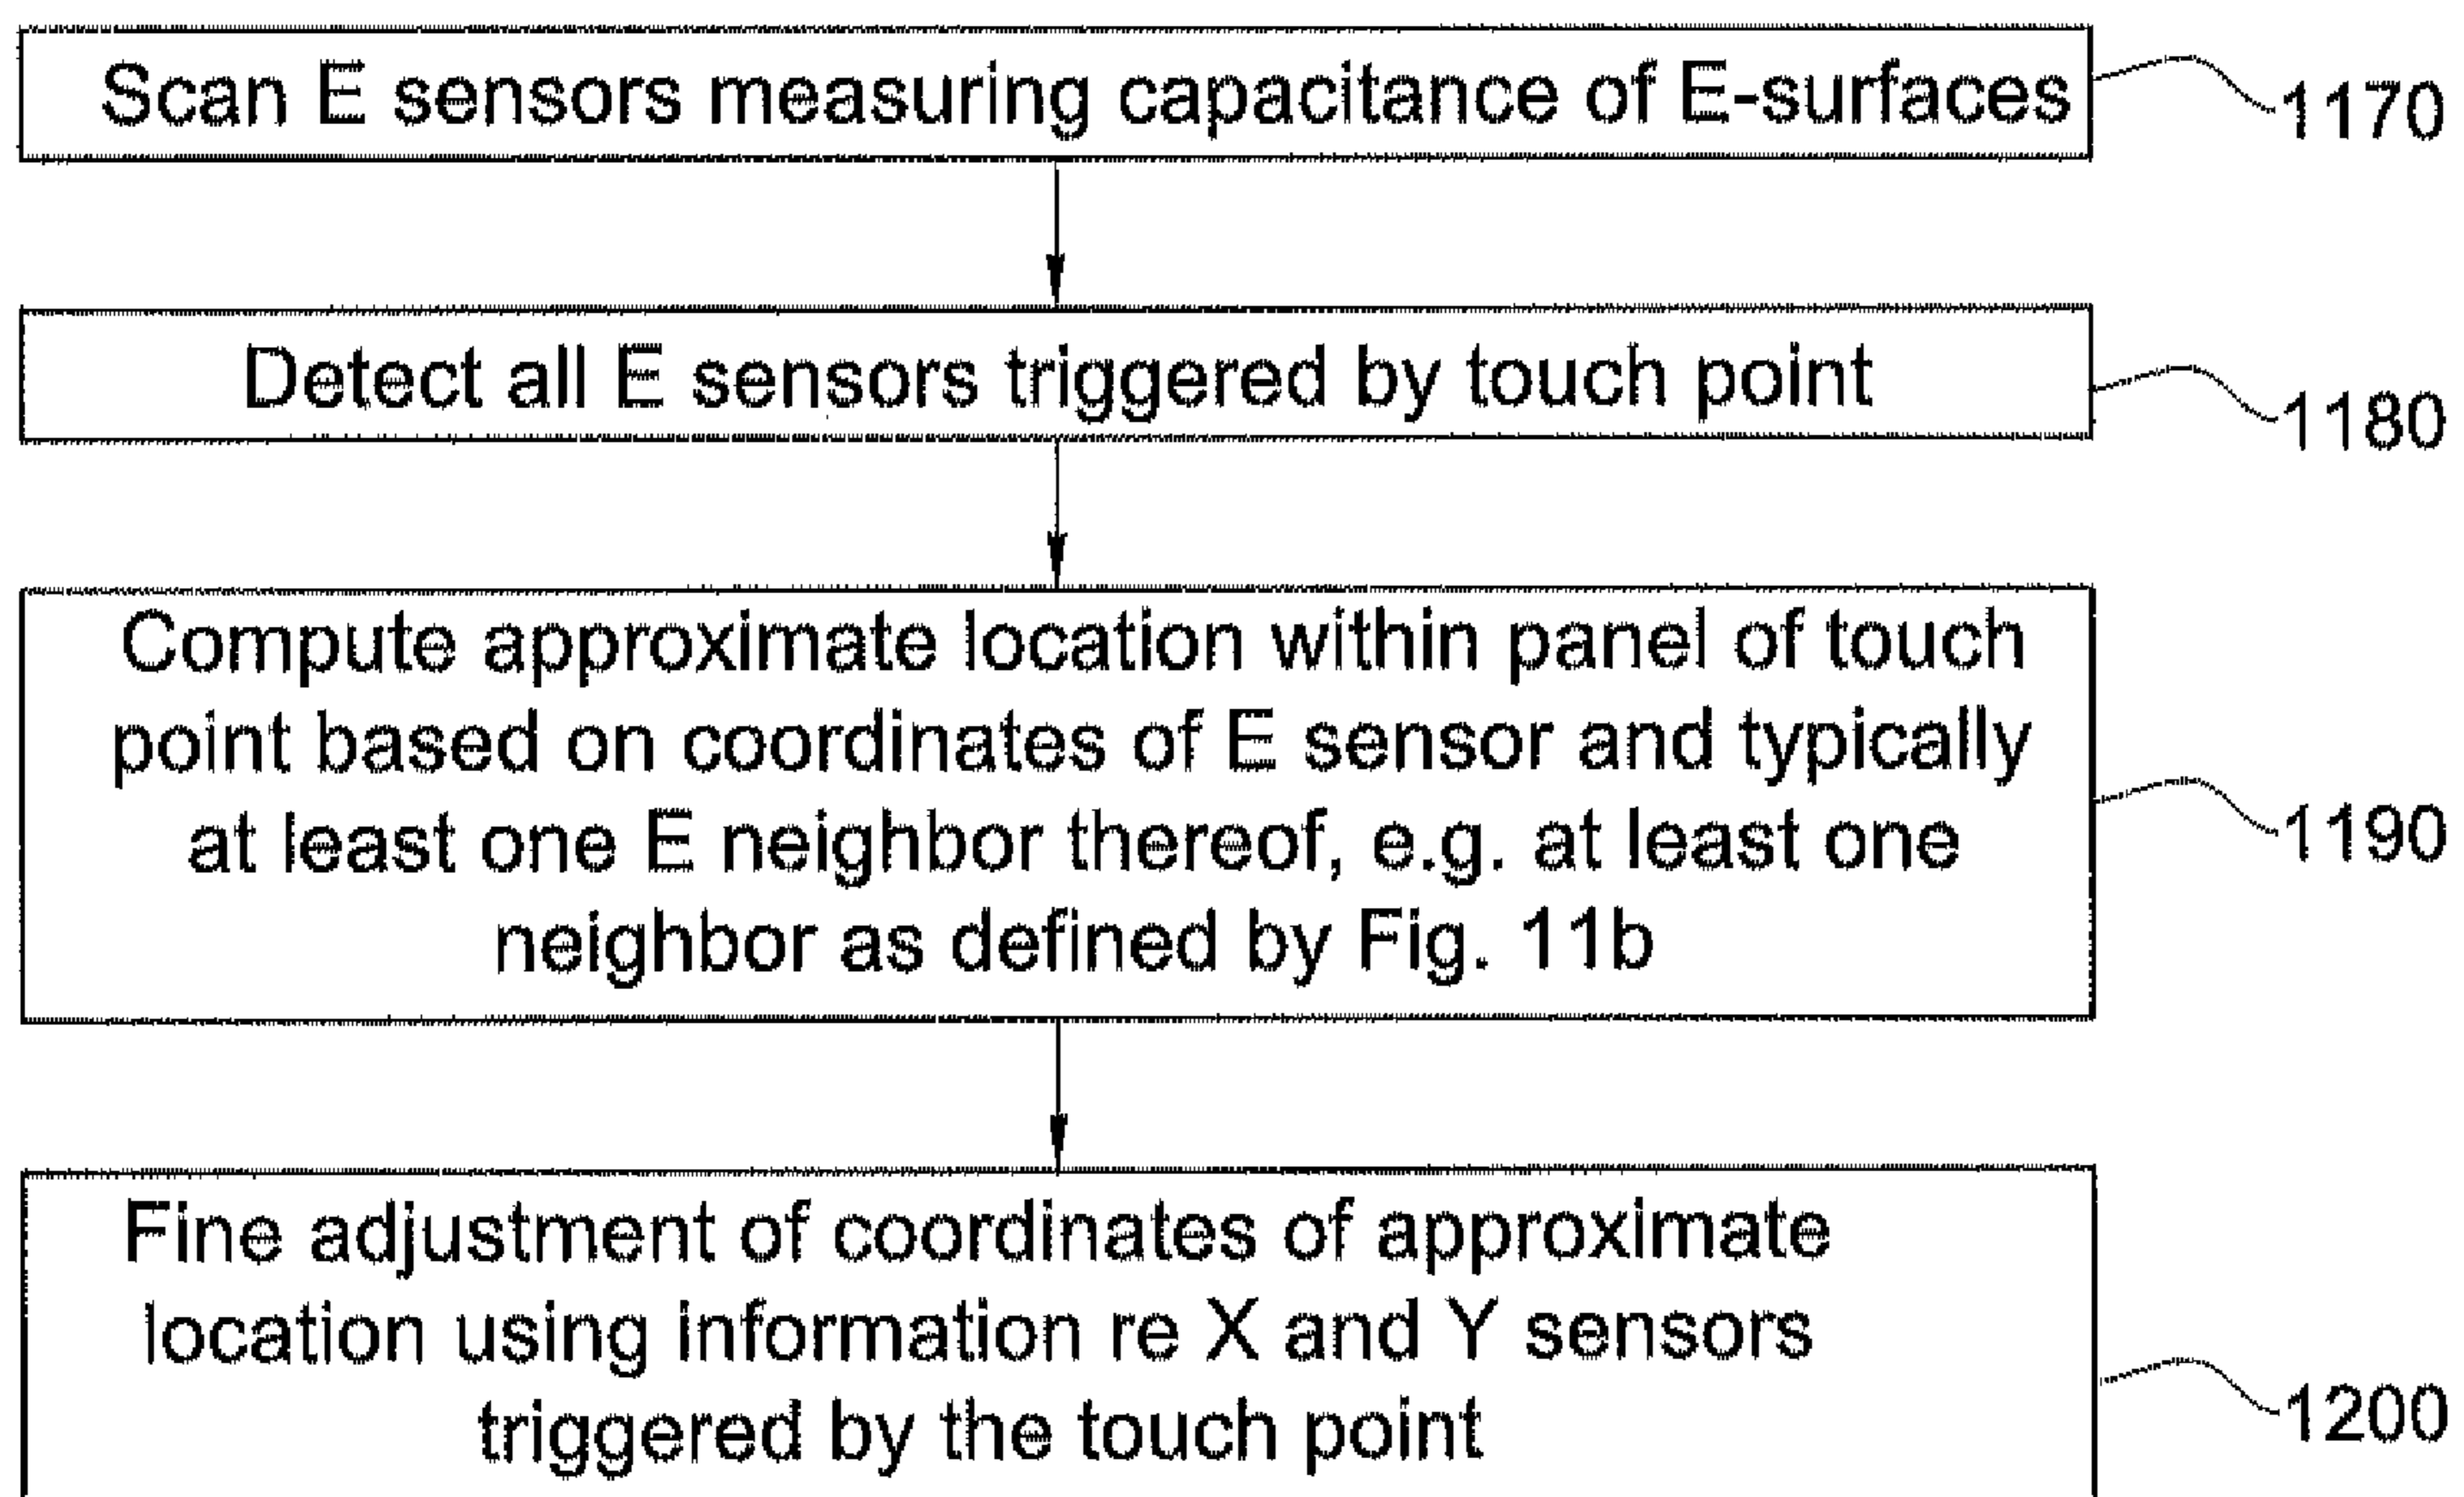 Scan E sensors measuring capacitance of E-surfaces
1170
Detect all E sensors triggered by touch point
1180
Compute approximate location within panel of touch
point based on coordinates of E sensor and typically
at least one E neighbor thereof, e.g. at least one
neighbor as defined by Fig. 11b
1190
Fine adjustment of coordinates of approximate
location using information re X and Y sensors
triggered by the touch point
1200